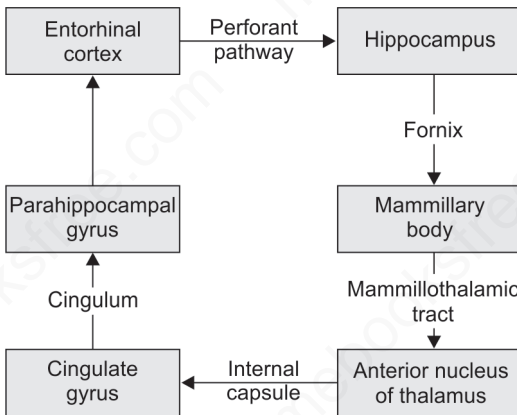 Entorhinal
cortex
Perforant
pathway
Hippocampus
Fornix
Parahippocampal
gyrus
Mammillary
body
Cingulum
Mammillothalamic
tract
Cingulate
gyrus
Internal
capsule
Anterior nucleus
of thalamus